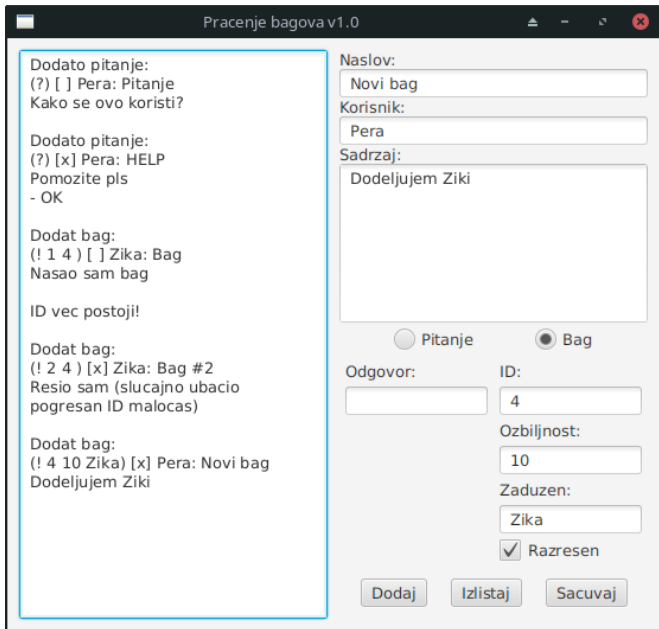 Pracenje bagova v1.0
Dodato pitanje:
(?) [ ] Pera: Pitanje
Kako se ovo koristi?
Dodato pitanje:
(?) [x] Pera: HELP
Pomozite pls
- OK
Dodat bag:
(! 1 4 ) [ ] Zika: Bag
Nasao sam bag
ID vec postoji!
Dodat bag:
(! 2 4 ) [x] Zika: Bag #2
Resio sam (slucajno ubacio
pogresan ID malocas)
Dodat bag:
(! 4 10 Zika) [x] Pera: Novi bag
Dodeljujem Ziki
Naslov:
Novi bag
Korisnik:
Pera
Sadrzaj:
Dodeljujem Ziki
Pitanje
Bag
Odgovor:
ID:
4
Ozbiljnost:
10
Zaduzen:
Zika
Razresen
Dodaj
Izlistaj
Sacuvaj